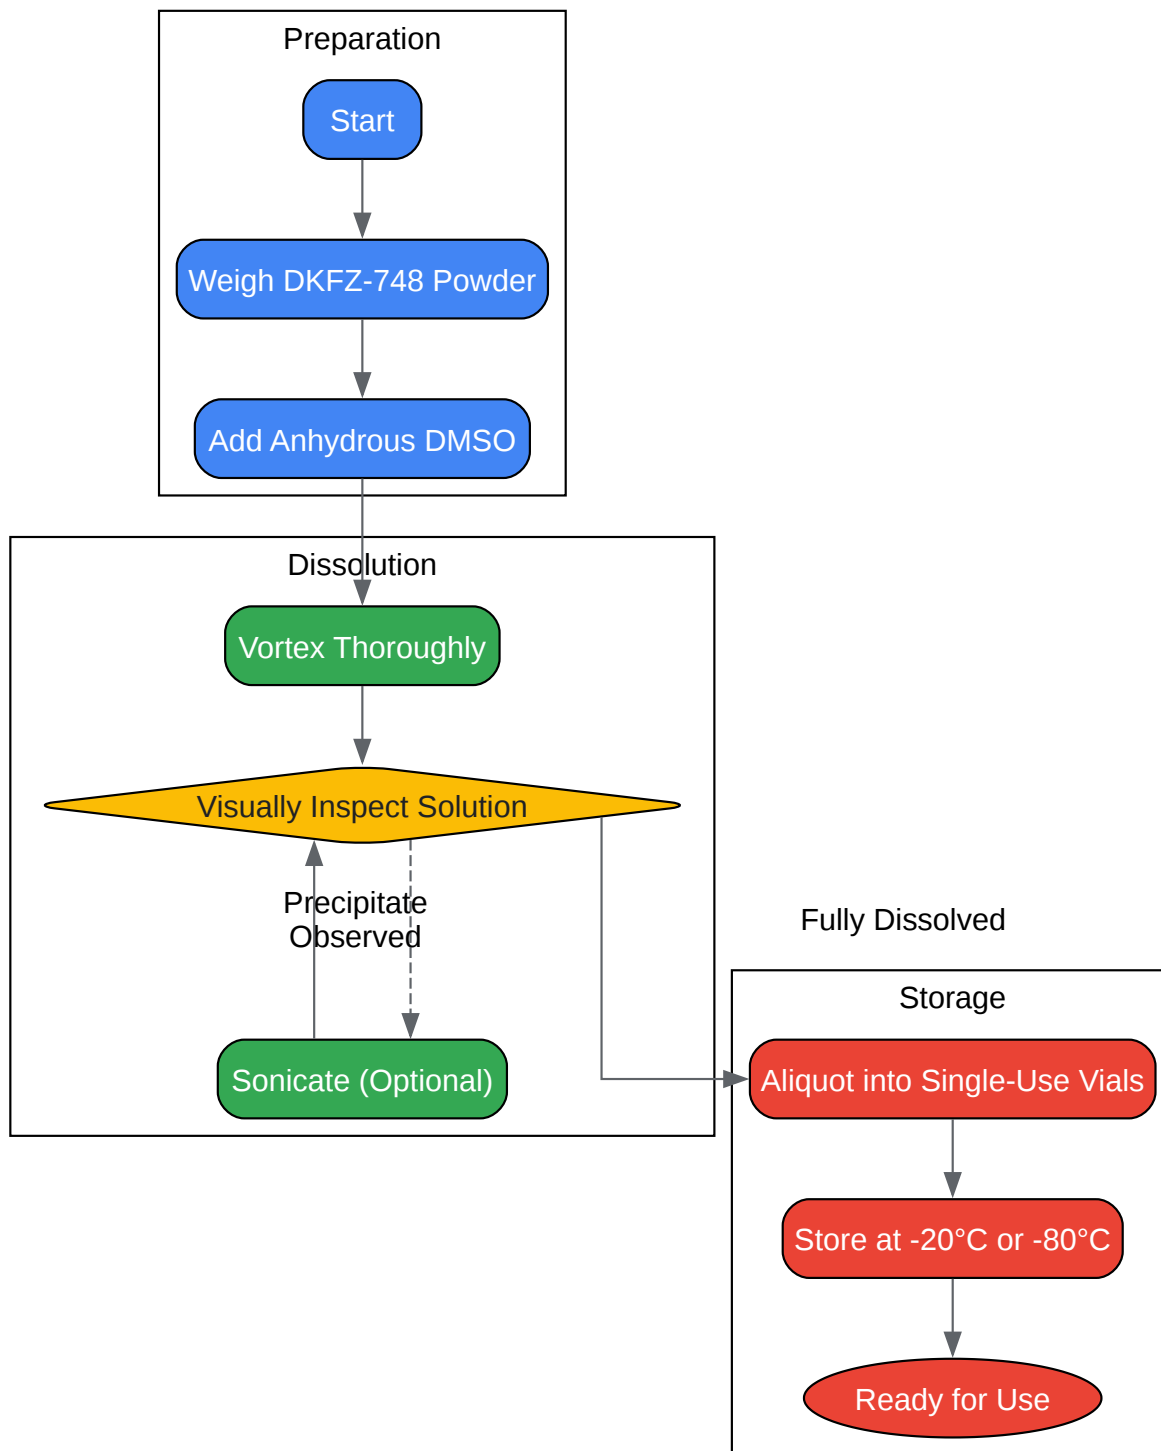 Preparation
Start
Weigh DKFZ-748 Powder
Add Anhydrous DMSO
Dissolution
Vortex Thoroughly
Visually Inspect Solution
Precipitate
Observed
Fully Dissolved
Sonicate (Optional)
Storage
Aliquot into Single-Use Vials
Store at -20°C or -80°C
Ready for Use